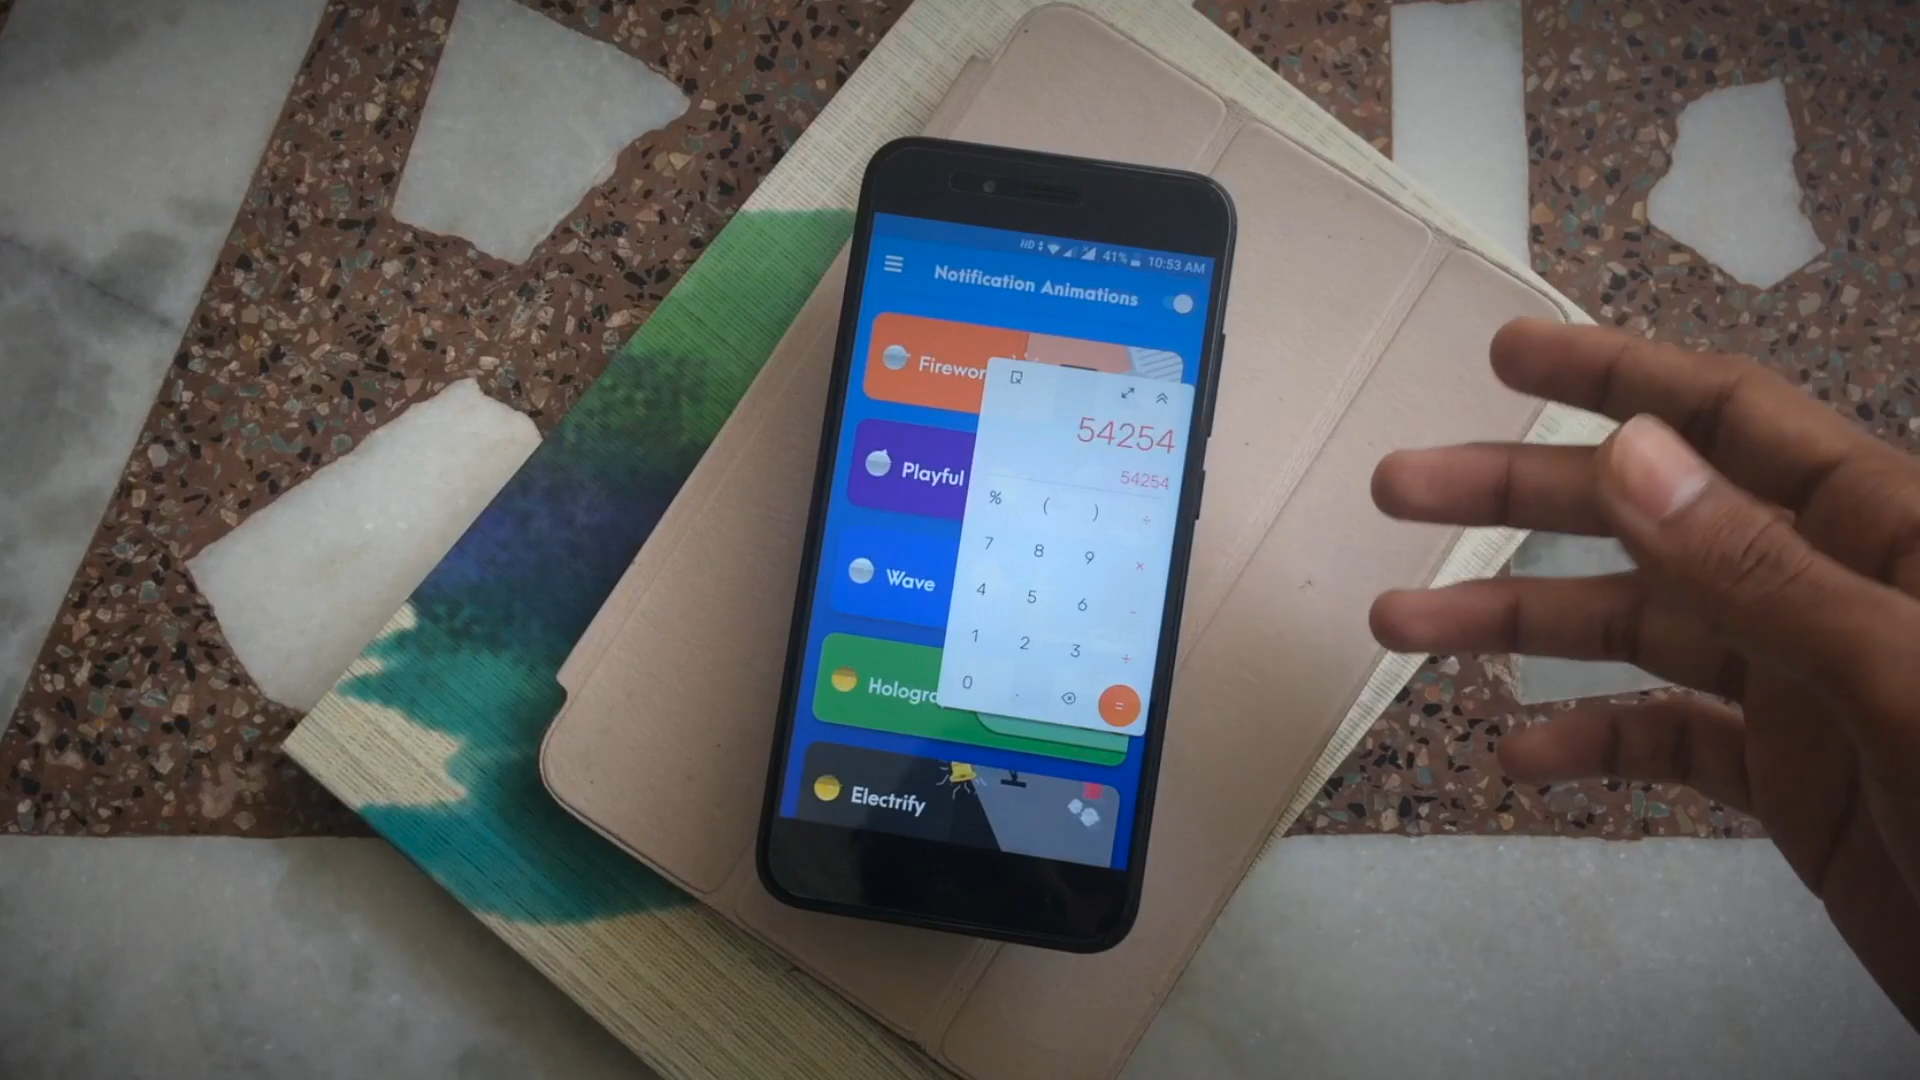 HD 41% 10:53 AM
Notification Animations
Firewor
Playful
Wave
Hologr
Electrify
54254
54254
% ( ) ÷
7 8 9 ×
4 5 6 -
1 2 3 +
0 . =